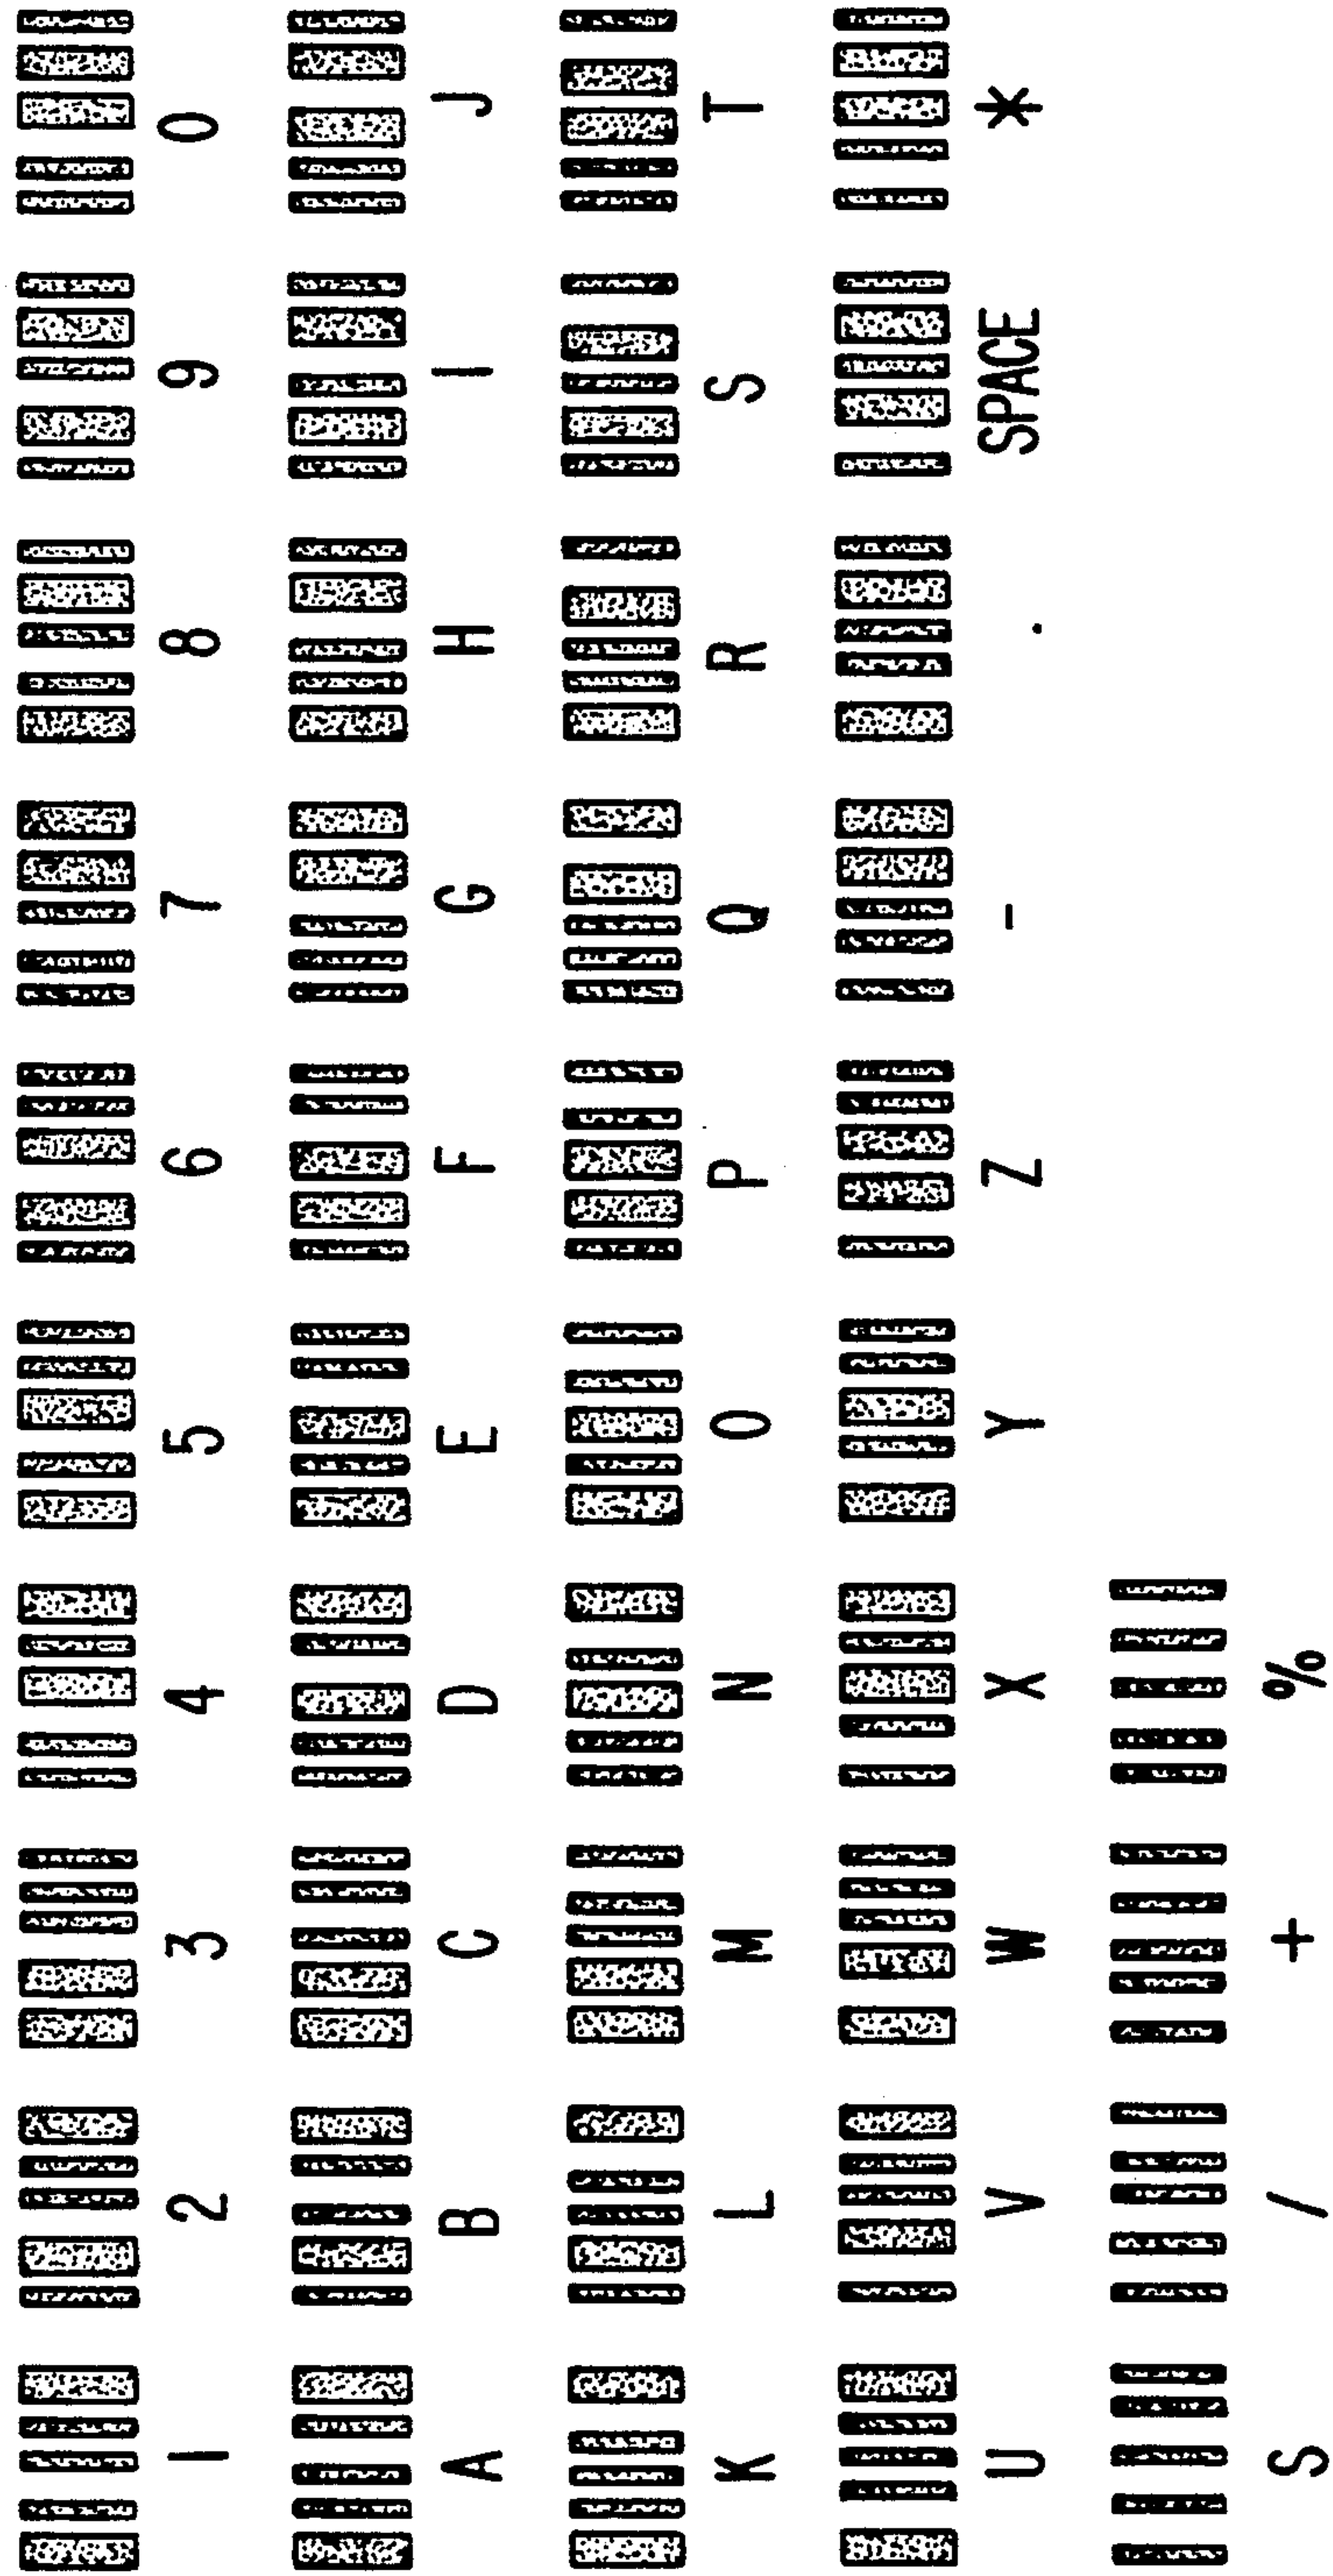 1 2 3 4 5 6 7 8 9 0
A B C D E F G H I J
K L M N O P Q R S T
U V W X Y Z - . SPACE *
S / + %